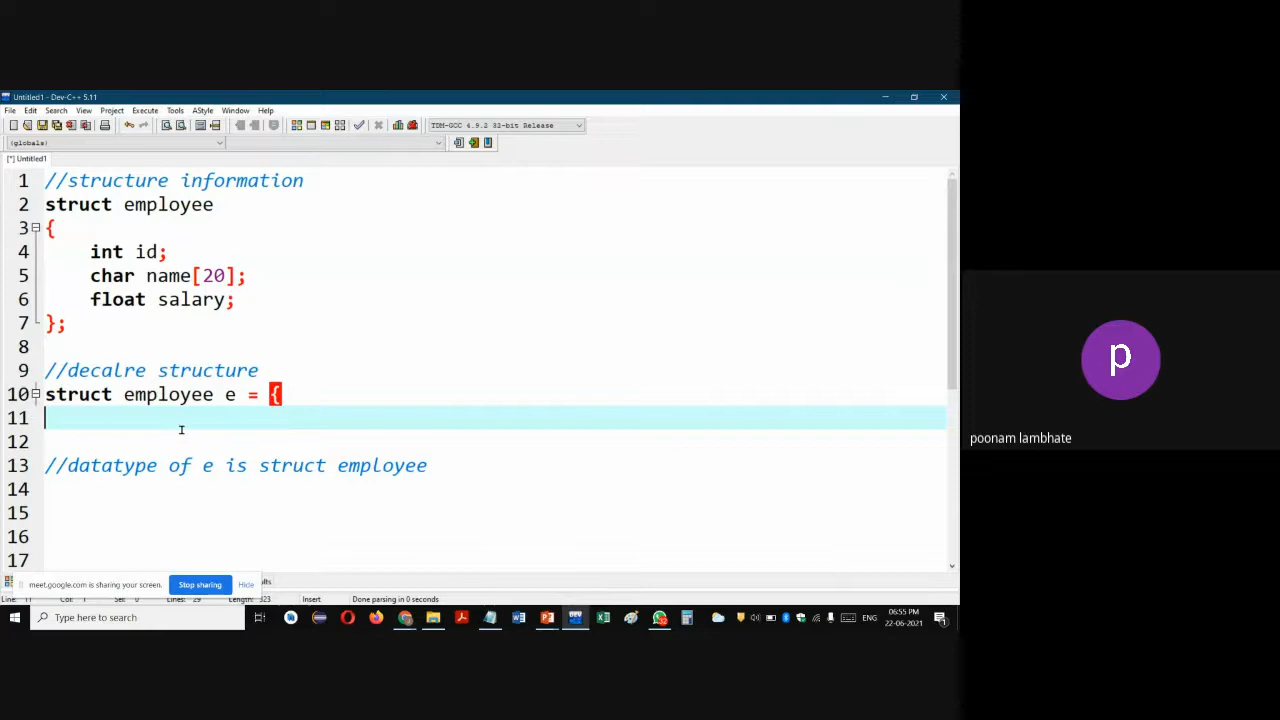 Untitled1 - Dev-C++ 5.11
File Edit Search View Project Execute Tools AStyle Window Help
TDM-GCC 4.9.2 32-bit Release
(globals)
[*] Untitled1
1 //structure information
2 struct employee
3 {
4 int id;
5 char name[20];
6 float salary;
7 };
8
9 //decalre structure
10 struct employee e = {
11
12
13 //datatype of e is struct employee
14
15
16
17
meet.google.com is sharing your screen. Stop sharing Hide
Insert Done parsing in 0 seconds
Type here to search
ENG
06:55 PM
22-06-2021
p
poonam lambhate